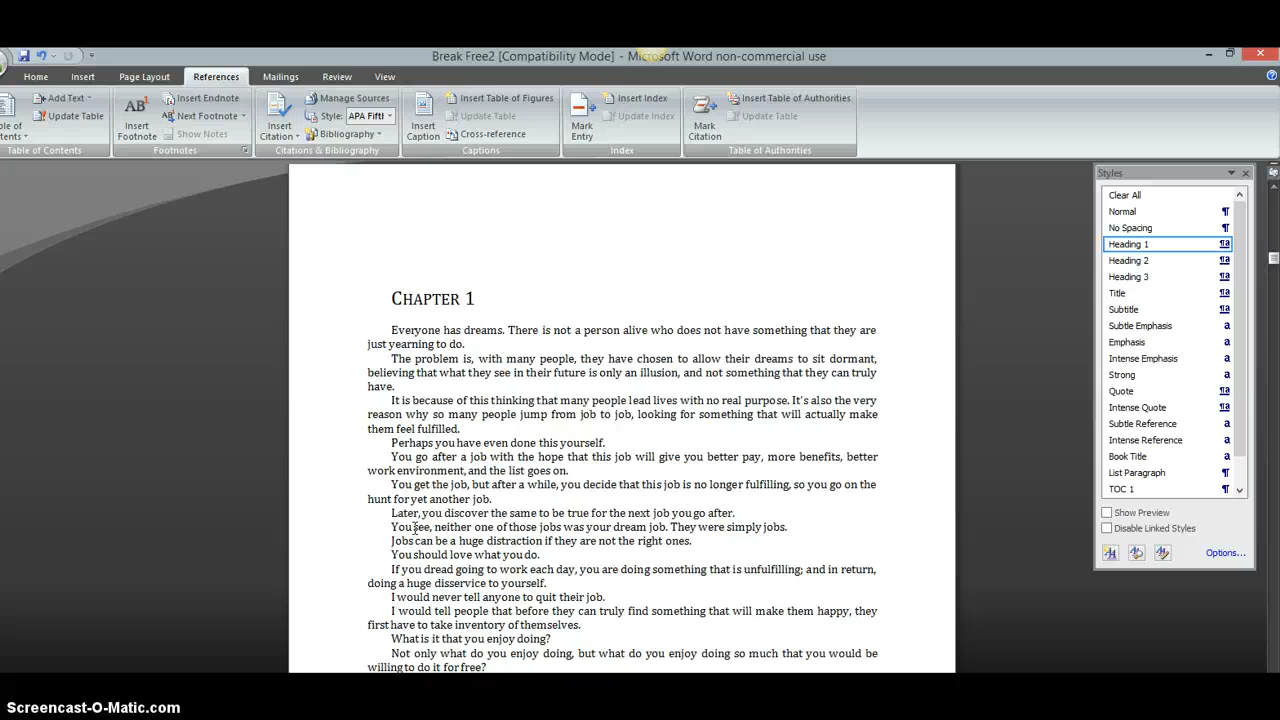 Break Free2 [Compatibility Mode] - Microsoft Word non-commercial use
Home Insert Page Layout References Mailings Review View
Add Text
Update Table
Table of Contents
AB¹
Insert Footnote
Insert Endnote
Next Footnote
Show Notes
Footnotes
Insert Citation
Manage Sources
Style: APA Fifth
Bibliography
Citations & Bibliography
Insert Caption
Insert Table of Figures
Update Table
Cross-reference
Captions
Mark Entry
Insert Index
Update Index
Index
Mark Citation
Insert Table of Authorities
Update Table
Table of Authorities
CHAPTER 1
Everyone has dreams. There is not a person alive who does not have something that they are
just yearning to do.
The problem is, with many people, they have chosen to allow their dreams to sit dormant,
believing that what they see in their future is only an illusion, and not something that they can truly
have.
It is because of this thinking that many people lead lives with no real purpose. It's also the very
reason why so many people jump from job to job, looking for something that will actually make
them feel fulfilled.
Perhaps you have even done this yourself.
You go after a job with the hope that this job will give you better pay, more benefits, better
work environment, and the list goes on.
You get the job, but after a while, you decide that this job is no longer fulfilling, so you go on the
hunt for yet another job.
Later, you discover the same to be true for the next job you go after.
You see, neither one of those jobs was your dream job. They were simply jobs.
Jobs can be a huge distraction if they are not the right ones.
You should love what you do.
If you dread going to work each day, you are doing something that is unfulfilling; and in return,
doing a huge disservice to yourself.
I would never tell anyone to quit their job.
I would tell people that before they can truly find something that will make them happy, they
first have to take inventory of themselves.
What is it that you enjoy doing?
Not only what do you enjoy doing, but what do you enjoy doing so much that you would be
willing to do it for free?
Styles
Clear All
Normal
No Spacing
Heading 1
Heading 2
Heading 3
Title
Subtitle
Subtle Emphasis
Emphasis
Intense Emphasis
Strong
Quote
Intense Quote
Subtle Reference
Intense Reference
Book Title
List Paragraph
TOC 1
Show Preview
Disable Linked Styles
Options...
Screencast-O-Matic.com